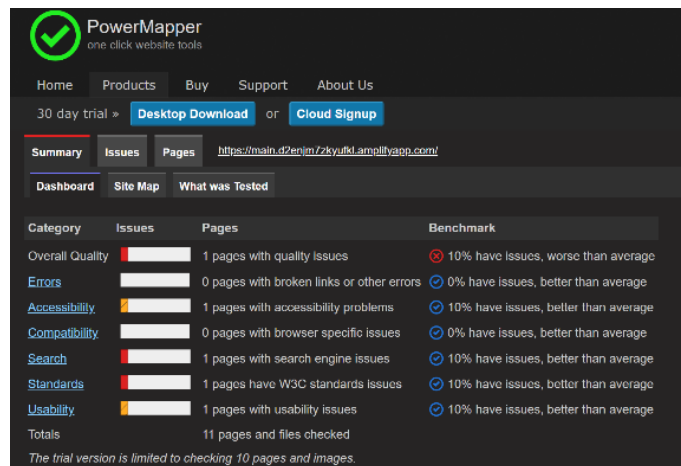 PowerMapper
one click website tools
Home Products Buy Support About Us
30 day trial » Desktop Download or Cloud Signup
Summary Issues Pages https://main.d2enjm7zkyufkl.amplifyapp.com/
Dashboard Site Map What was Tested
Category Issues Pages Benchmark
Overall Quality 1 pages with quality issues 10% have issues, worse than average
Errors 0 pages with broken links or other errors 0% have issues, better than average
Accessibility 1 pages with accessibility problems 10% have issues, better than average
Compatibility 0 pages with browser specific issues 0% have issues, better than average
Search 1 pages with search engine issues 10% have issues, better than average
Standards 1 pages have W3C standards issues 10% have issues, better than average
Usability 1 pages with usability issues 10% have issues, better than average
Totals 11 pages and files checked
The trial version is limited to checking 10 pages and images.